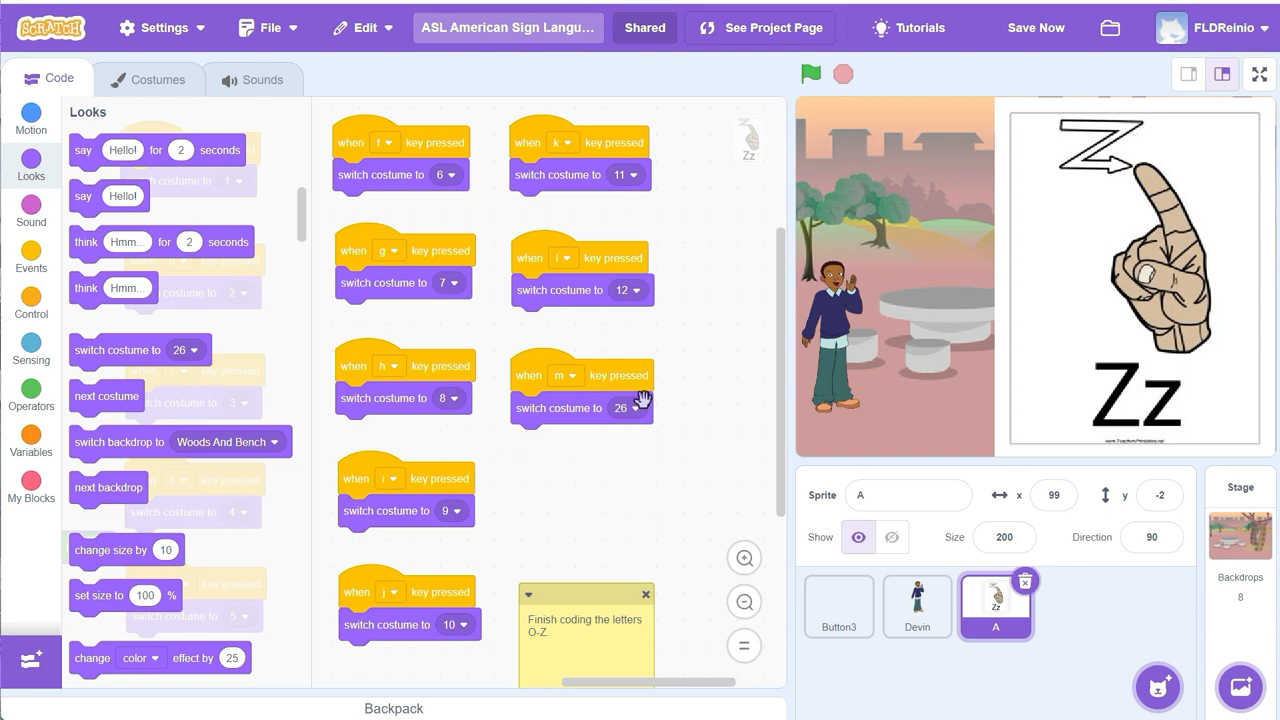 SCRATCH
Settings
File
Edit
ASL American Sign Langu...
Shared
See Project Page
Tutorials
Save Now
FLDReinio
Code
Costumes
Sounds
Motion
Looks
Sound
Events
Control
Sensing
Operators
Variables
My Blocks
Looks
say Hello! for 2 seconds
say Hello!
think Hmm... for 2 seconds
think Hmm...
switch costume to 26
next costume
switch backdrop to Woods And Bench
next backdrop
change size by 10
set size to 100 %
change color effect by 25
when f key pressed
switch costume to 6
when g key pressed
switch costume to 7
when h key pressed
switch costume to 8
when i key pressed
switch costume to 9
when j key pressed
switch costume to 10
when k key pressed
switch costume to 11
when l key pressed
switch costume to 12
when m key pressed
switch costume to 26
Finish coding the letters
O-Z.
Zz
Backpack
Z
Zz
Sprite A
x 99
y -2
Show
Size 200
Direction 90
Button3
Devin
Zz
A
Stage
Backdrops
8